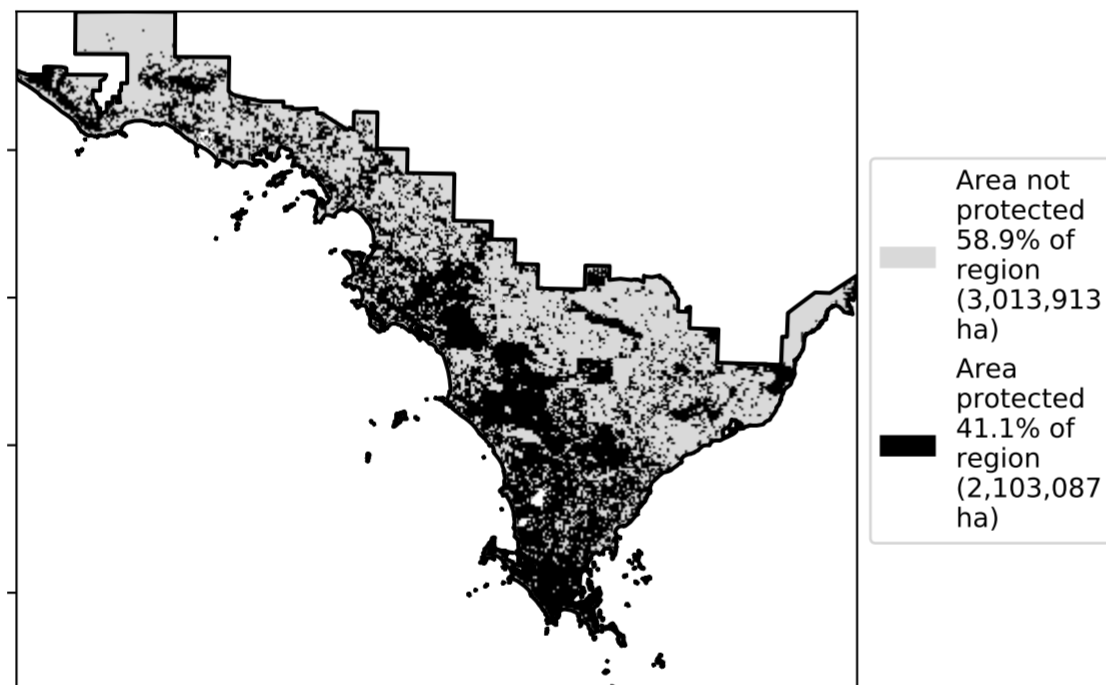 Area not
protected
58.9% of
region
(3,013,913
ha)
Area
protected
41.1% of
region
(2,103,087
ha)